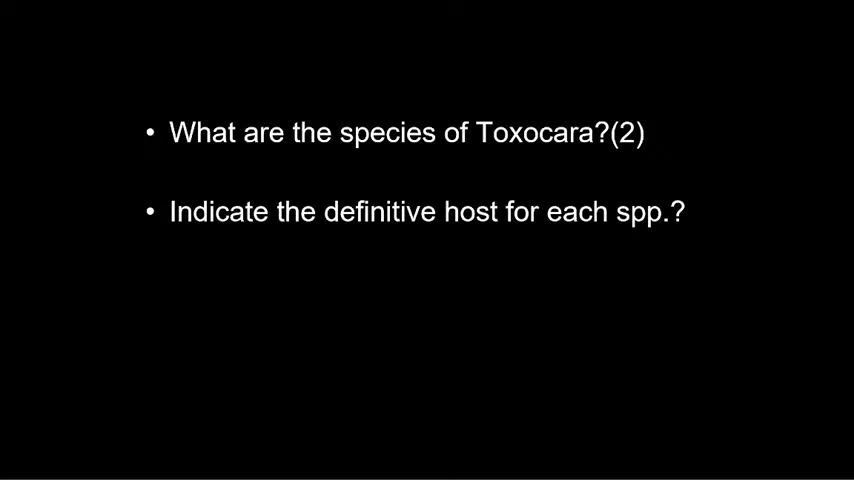 • What are the species of Toxocara?(2)
• Indicate the definitive host for each spp.?